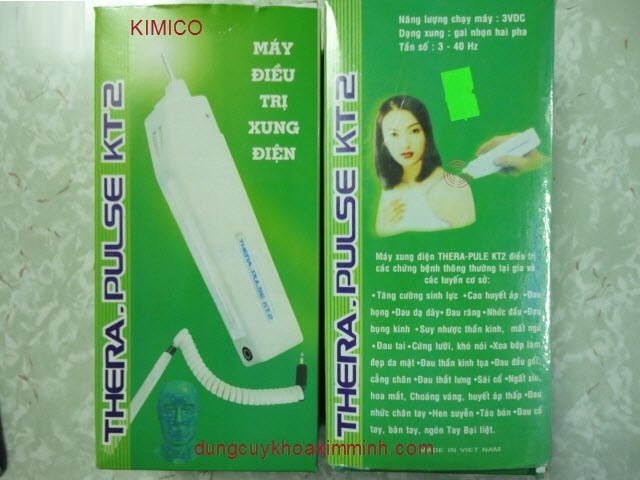 KIMICO
MÁY
ĐIỀU
TRỊ
XUNG
ĐIỆN
THERA.PULSE KT2
THERA-PULSE KT.2
Năng lượng chạy máy : 3VDC
Dạng xung : gai nhọn hai pha
Tần số : 3 - 40 Hz
THERA.PULSE KT2
Máy xung điện THERA-PULE KT2 điều trị
các chứng bệnh thông thường tại gia và
các tuyến cơ sở:
•Tăng cường sinh lực •Cao huyết áp •Đau
họng •Đau dạ dày •Đau răng •Nhức đầu •Đau
bụng kinh •Suy nhược thần kinh, mất ngủ
•Đau tai •Cứng lưỡi, khó nói •Xoa bóp làm
đẹp da mặt •Đau thần kinh tọa •Đau đầu gối,
cẳng chân •Đau thắt lưng •Sái cổ •Ngất xỉu,
hoa mắt, Choáng váng, huyết áp thấp •Đau
nhức chân tay •Hen suyễn •Táo bón •Đau cổ
tay, bàn tay, ngón Tay Bại liệt.
MADE IN VIET NAM
dungcuykhoakimminh.com